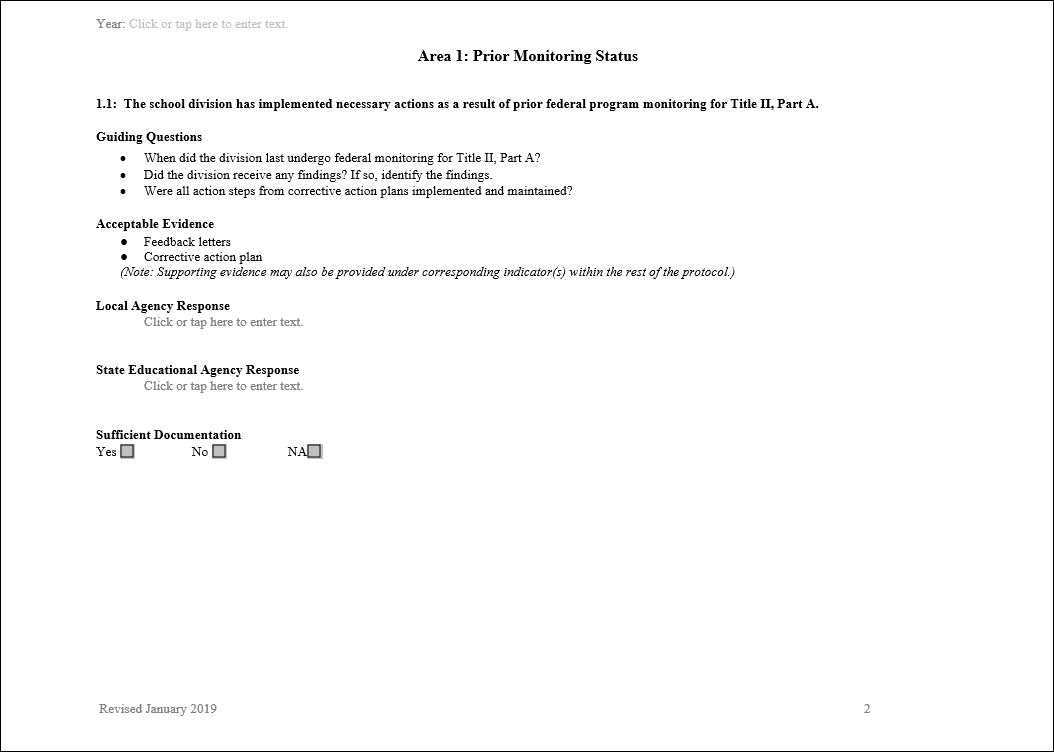 Year: Click or tap here to enter text.
Area 1: Prior Monitoring Status
1.1: The school division has implemented necessary actions as a result of prior federal program monitoring for Title II, Part A.
Guiding Questions
• When did the division last undergo federal monitoring for Title II, Part A?
• Did the division receive any findings? If so, identify the findings.
• Were all action steps from corrective action plans implemented and maintained?
Acceptable Evidence
● Feedback letters
● Corrective action plan
(Note: Supporting evidence may also be provided under corresponding indicator(s) within the rest of the protocol.)
Local Agency Response
Click or tap here to enter text.
State Educational Agency Response
Click or tap here to enter text.
Sufficient Documentation
Yes No NA
Revised January 2019 2